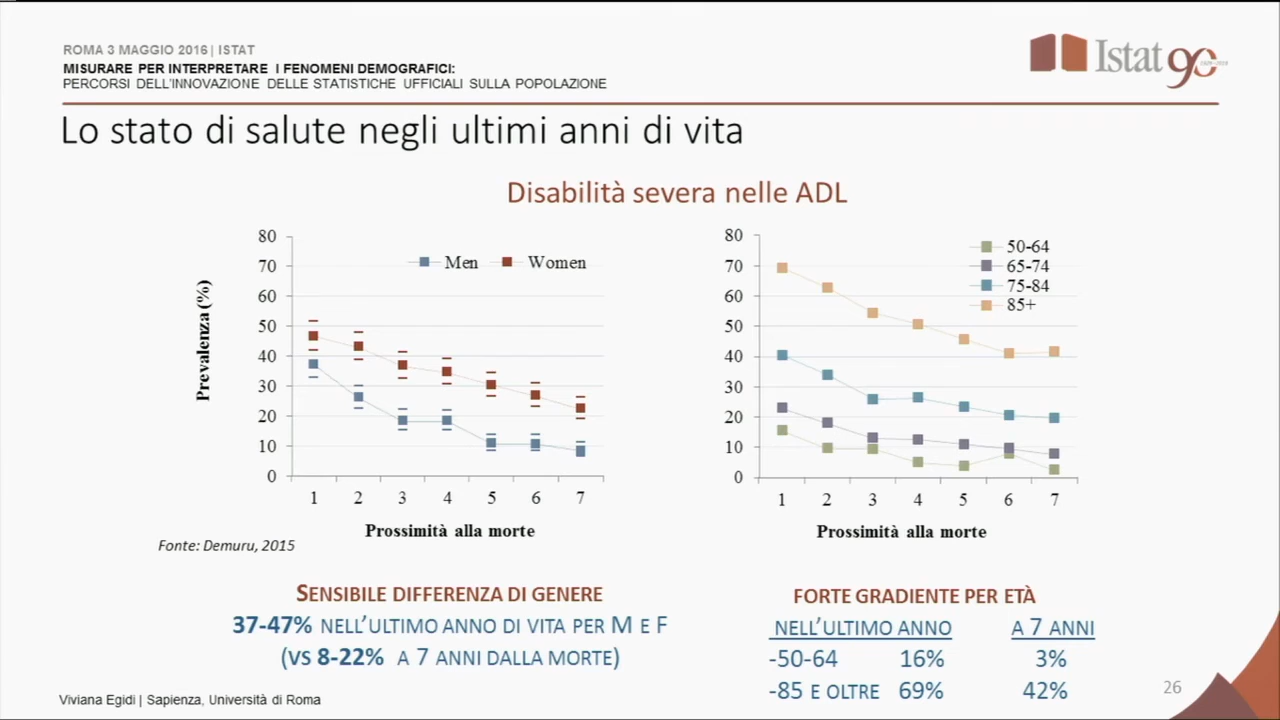 ROMA 3 MAGGIO 2016 | ISTAT
MISURARE PER INTERPRETARE I FENOMENI DEMOGRAFICI:
PERCORSI DELL'INNOVAZIONE DELLE STATISTICHE UFFICIALI SULLA POPOLAZIONE
Istat 90
Lo stato di salute negli ultimi anni di vita
Disabilità severa nelle ADL
Prevalenza (%)
80
70
60
50
40
30
20
10
0
Men
Women
1 2 3 4 5 6 7
Prossimità alla morte
80
70
60
50
40
30
20
10
0
50-64
65-74
75-84
85+
1 2 3 4 5 6 7
Prossimità alla morte
Fonte: Demuru, 2015
SENSIBILE DIFFERENZA DI GENERE
37-47% NELL'ULTIMO ANNO DI VITA PER M E F
(VS 8-22% A 7 ANNI DALLA MORTE)
FORTE GRADIENTE PER ETÀ
NELL'ULTIMO ANNO A 7 ANNI
-50-64 16% 3%
-85 E OLTRE 69% 42%
Viviana Egidi | Sapienza, Università di Roma
26